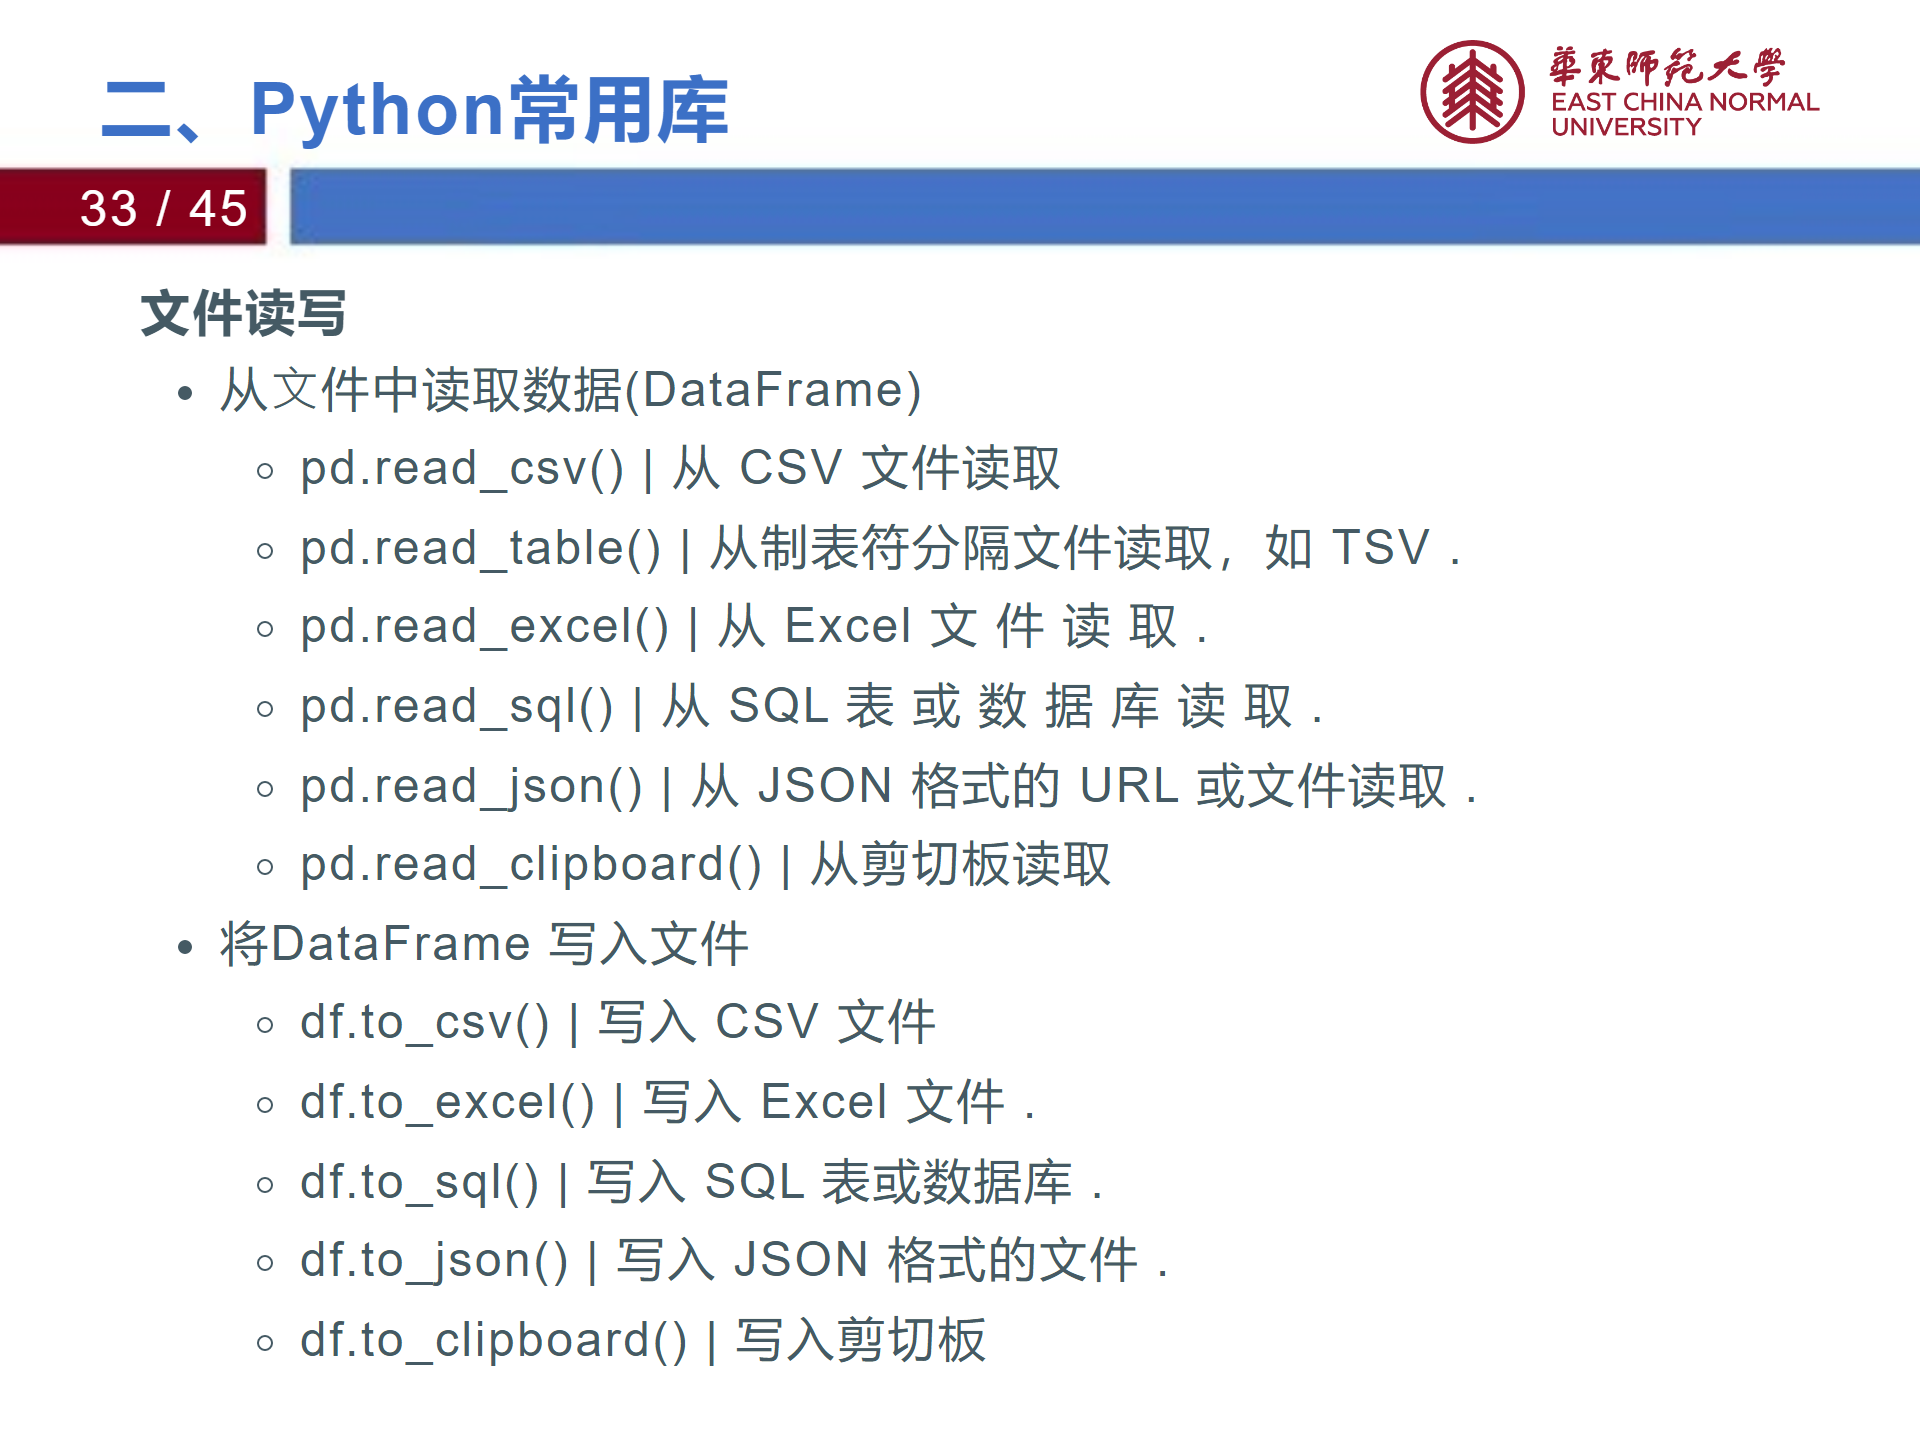 二、Python常用库
華東師範大學
EAST CHINA NORMAL
UNIVERSITY
33 / 45
文件读写
• 从文件中读取数据(DataFrame)
○ pd.read_csv() | 从 CSV 文件读取
○ pd.read_table() | 从制表符分隔文件读取，如 TSV .
○ pd.read_excel() | 从 Excel 文 件 读 取 .
○ pd.read_sql() | 从 SQL 表 或 数 据 库 读 取 .
○ pd.read_json() | 从 JSON 格式的 URL 或文件读取 .
○ pd.read_clipboard() | 从剪切板读取
• 将DataFrame 写入文件
○ df.to_csv() | 写入 CSV 文件
○ df.to_excel() | 写入 Excel 文件 .
○ df.to_sql() | 写入 SQL 表或数据库 .
○ df.to_json() | 写入 JSON 格式的文件 .
○ df.to_clipboard() | 写入剪切板